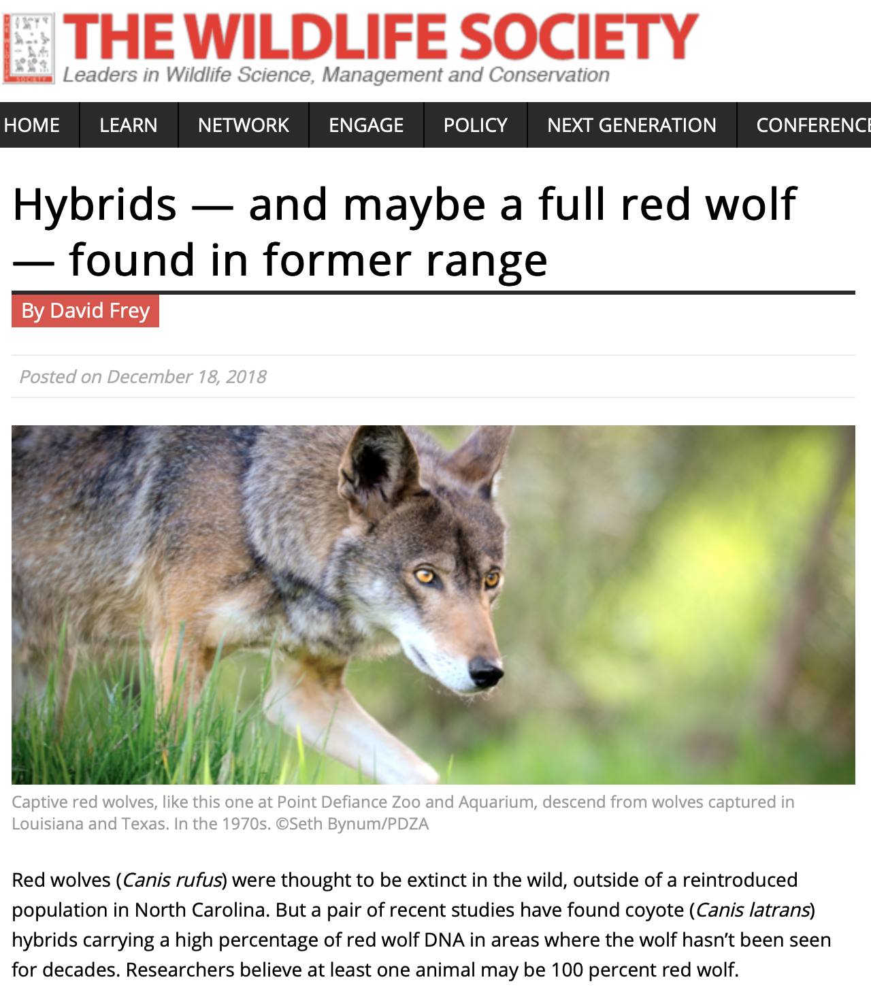 THE WILDLIFE SOCIETY
Leaders in Wildlife Science, Management and Conservation
HOME LEARN NETWORK ENGAGE POLICY NEXT GENERATION CONFERENCE
Hybrids — and maybe a full red wolf
— found in former range
By David Frey
Posted on December 18, 2018
Captive red wolves, like this one at Point Defiance Zoo and Aquarium, descend from wolves captured in
Louisiana and Texas. In the 1970s. ©Seth Bynum/PDZA
Red wolves (Canis rufus) were thought to be extinct in the wild, outside of a reintroduced
population in North Carolina. But a pair of recent studies have found coyote (Canis latrans)
hybrids carrying a high percentage of red wolf DNA in areas where the wolf hasn’t been seen
for decades. Researchers believe at least one animal may be 100 percent red wolf.